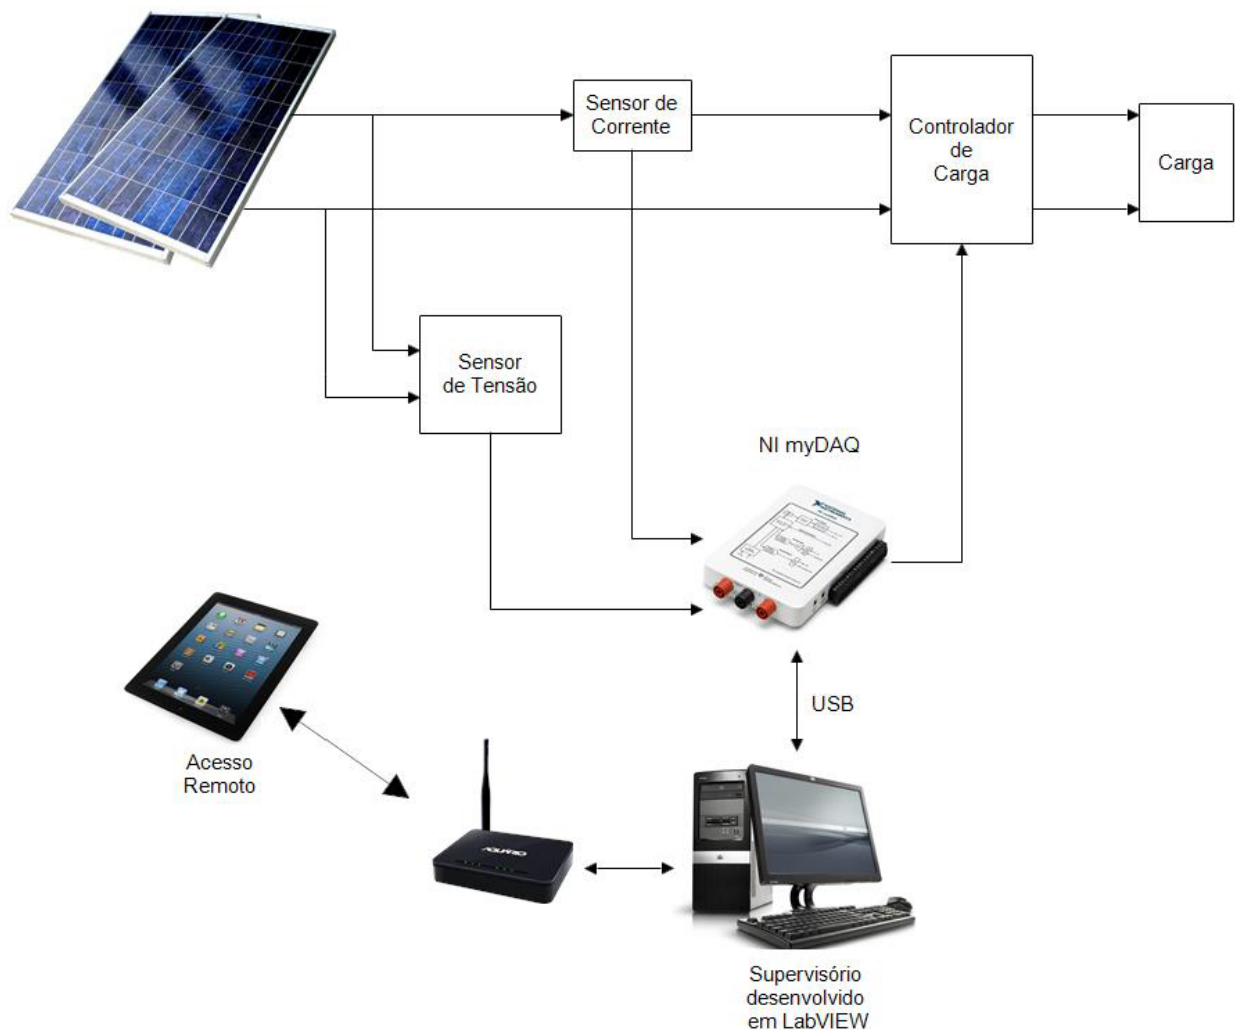 Sensor de
Corrente
Controlador
de
Carga
Carga
Sensor
de Tensão
NI myDAQ
USB
Acesso
Remoto
AQUÁRIO
Supervisório
desenvolvido
em LabVIEW